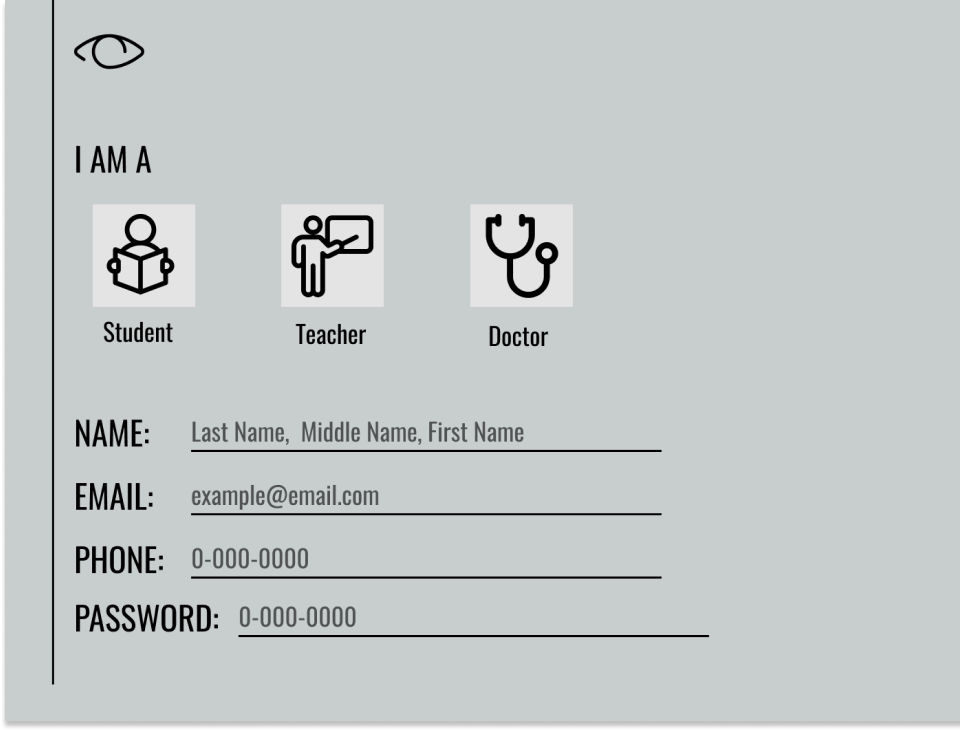 I AM A
Student Teacher Doctor
NAME: Last Name,  Middle Name, First Name
EMAIL: example@email.com
PHONE: 0-000-0000
PASSWORD: 0-000-0000